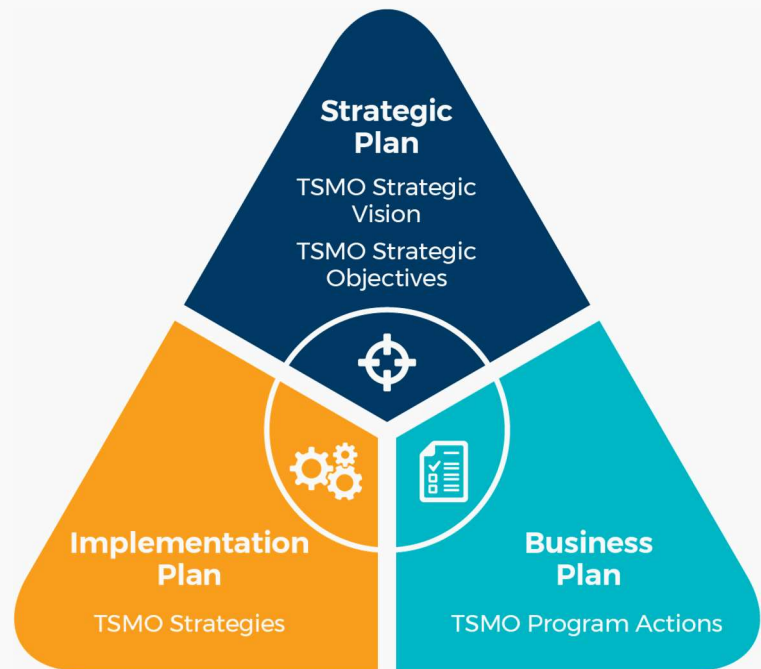 Strategic
Plan
TSMO Strategic
Vision
TSMO Strategic
Objectives
Implementation
Plan
TSMO Strategies
Business
Plan
TSMO Program Actions